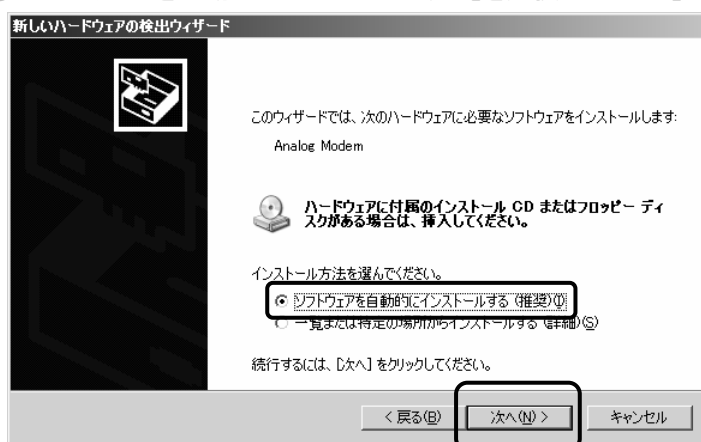 新しいハードウェアの検出ウィザード
このウィザードでは、次のハードウェアに必要なソフトウェアをインストールします:
Analog Modem
ハードウェアに付属のインストール CD またはフロッピー ディ
スクがある場合は、挿入してください。
インストール方法を選んでください。
ソフトウェアを自動的にインストールする (推奨)(I)
一覧または特定の場所からインストールする (詳細)(S)
続行するには、[次へ] をクリックしてください。
< 戻る(B)
次へ(N) >
キャンセル